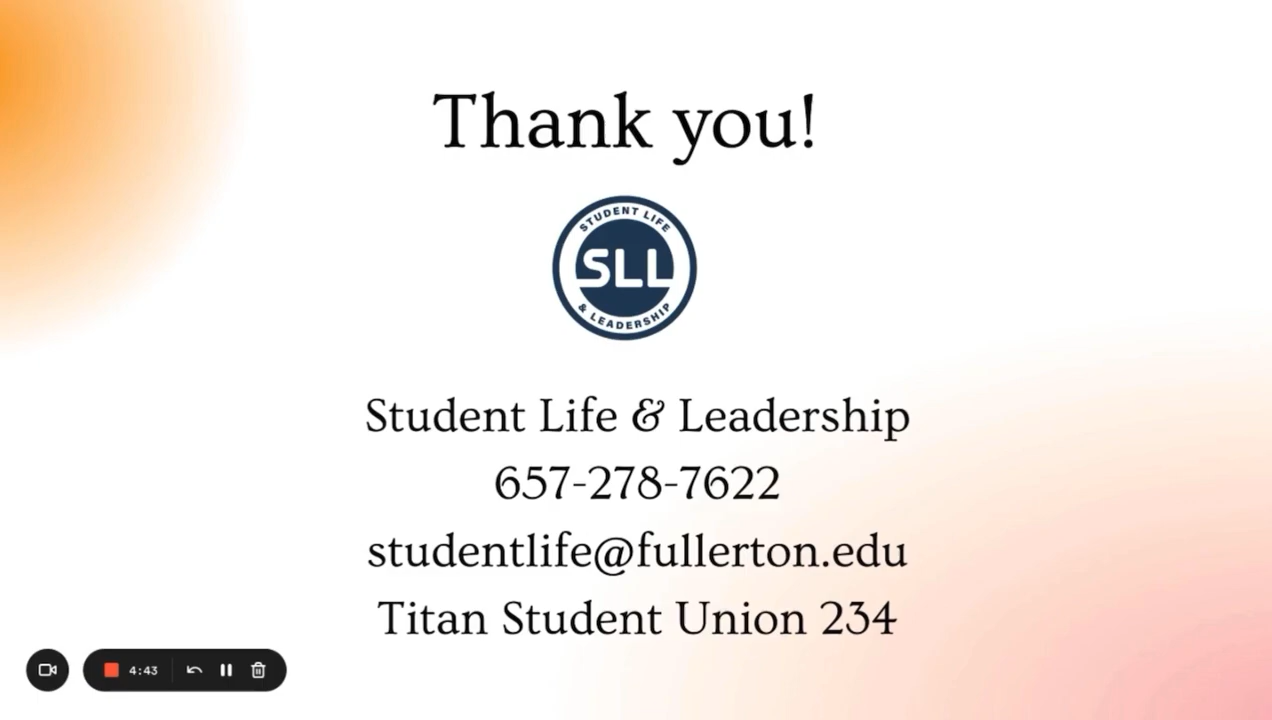 Thank you!
STUDENT LIFE
SLL
& LEADERSHIP
Student Life & Leadership
657-278-7622
studentlife@fullerton.edu
Titan Student Union 234
4:43